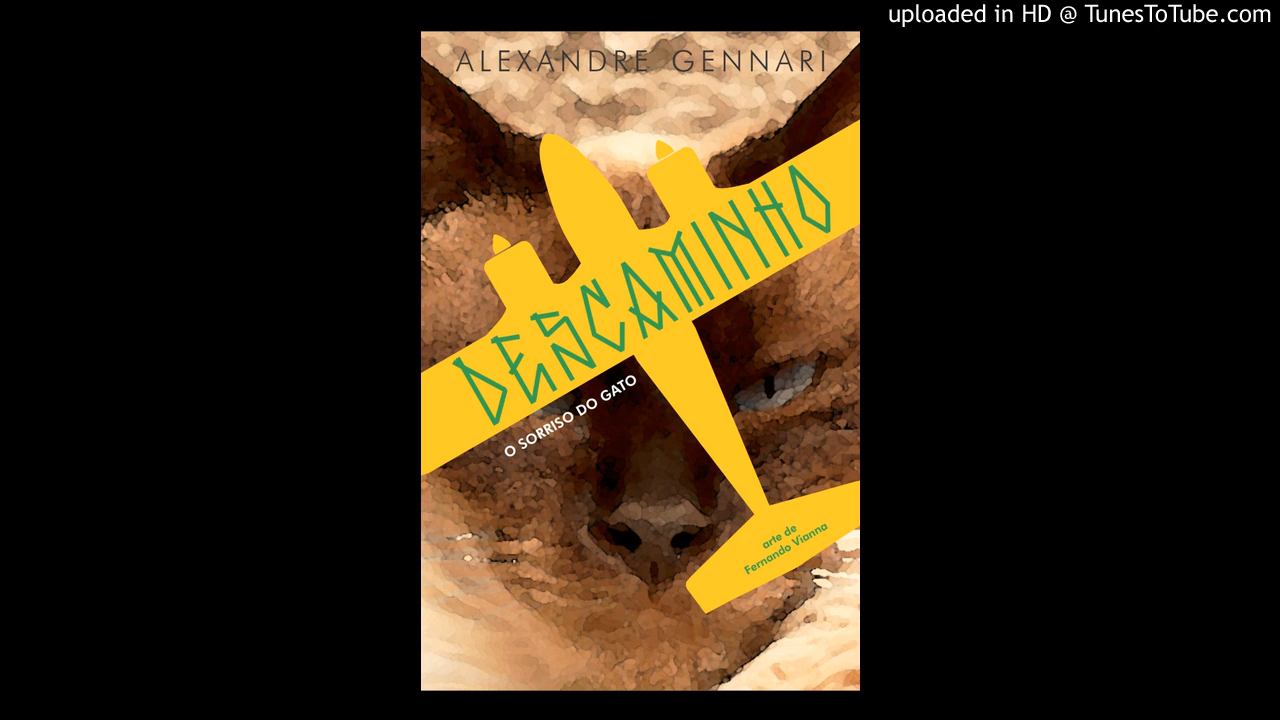 uploaded in HD @ TunesToTube.com
ALEXANDRE GENNARI
DESCAMINHO
O SORRISO DO GATO
arte de
Fernando Vianna